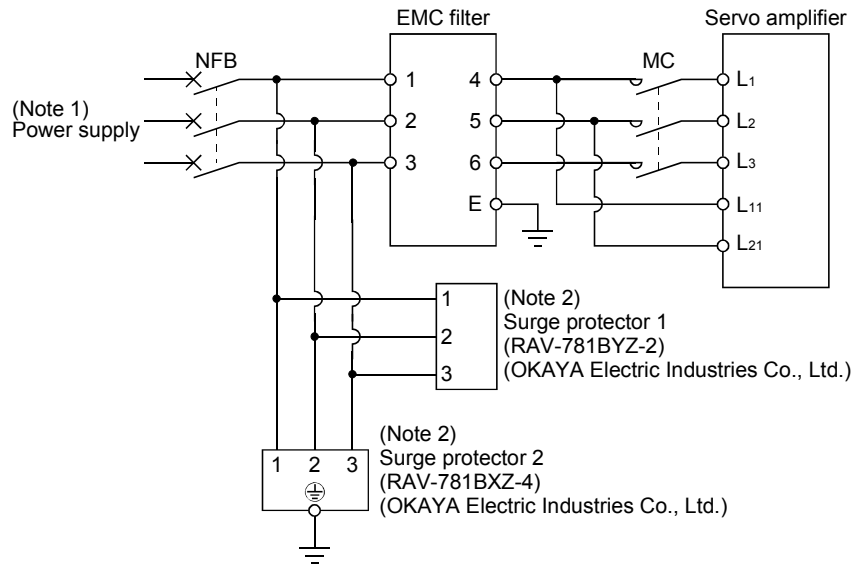 EMC filter
Servo amplifier
NFB
MC
(Note 1)
Power supply
1
2
3
4
5
6
E
L1
L2
L3
L11
L21
1
2
3
(Note 2)
Surge protector 1
(RAV-781BYZ-2)
(OKAYA Electric Industries Co., Ltd.)
1 2 3
(Note 2)
Surge protector 2
(RAV-781BXZ-4)
(OKAYA Electric Industries Co., Ltd.)